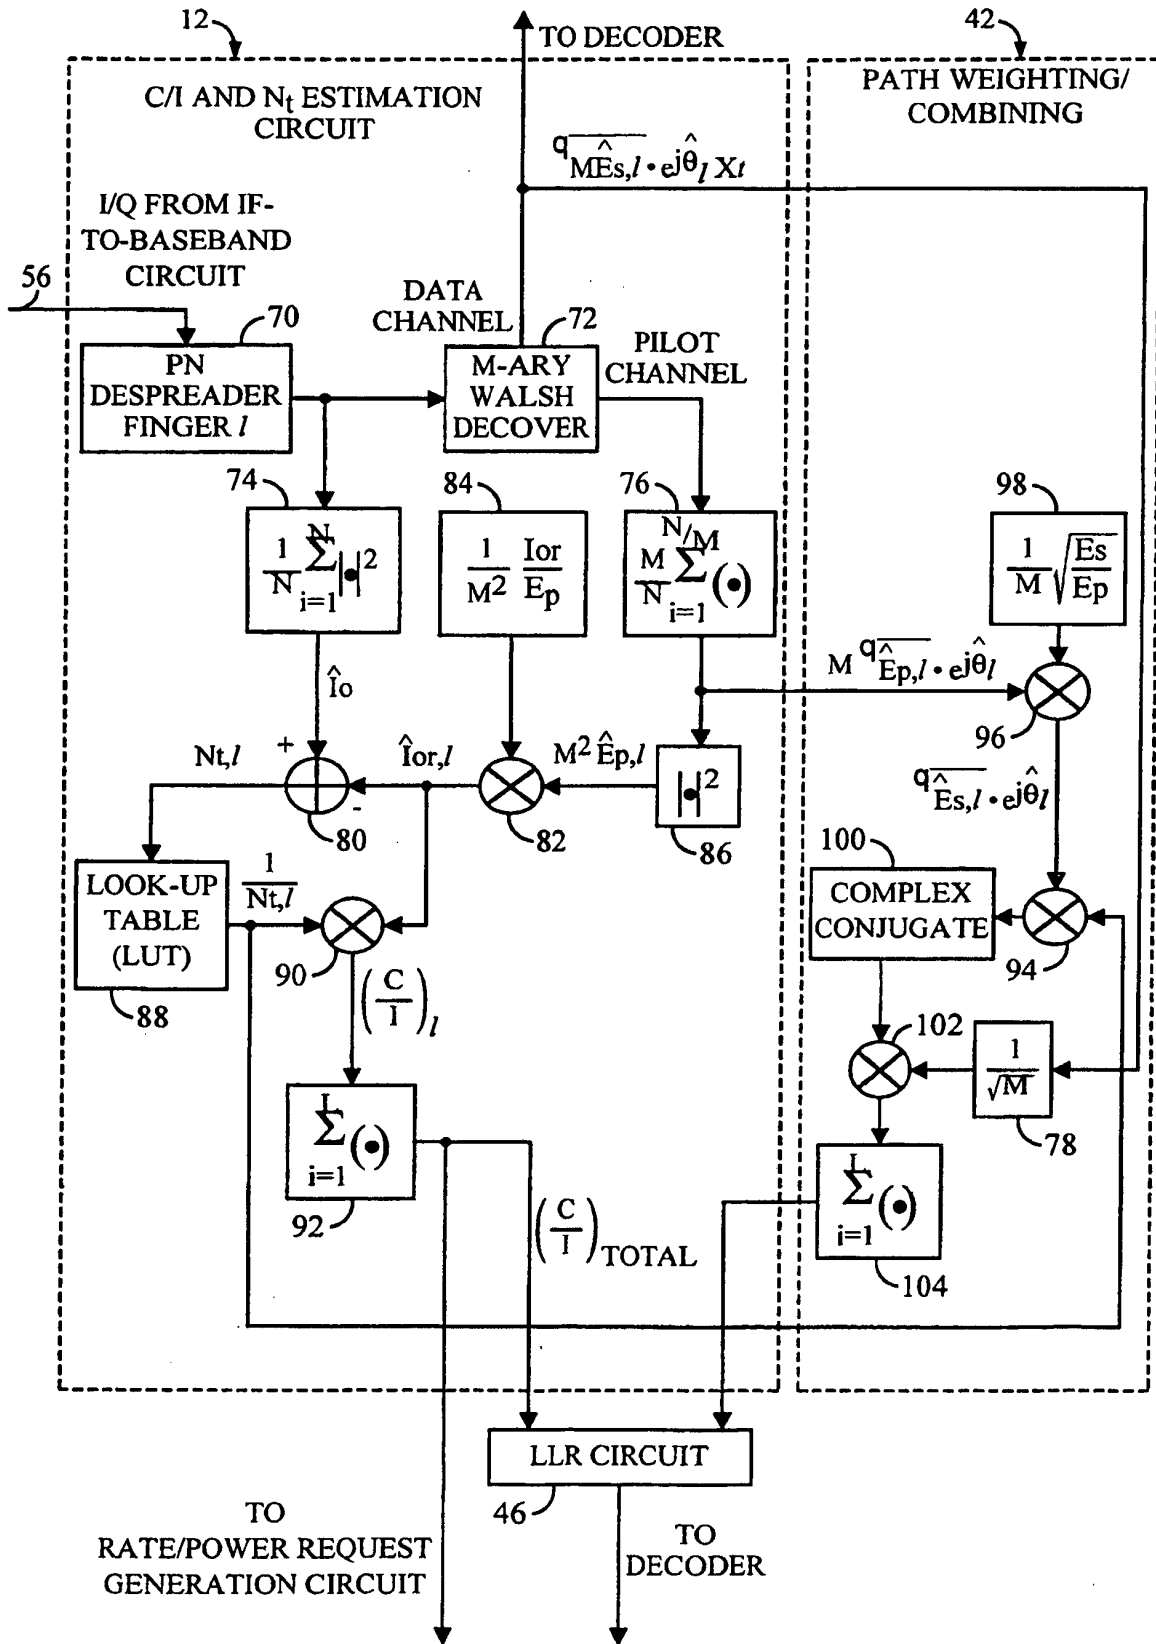 12
TO DECODER
42
C/I AND Nt ESTIMATION
CIRCUIT
PATH WEIGHTING/
COMBINING
q MÊs,l • ejθ̂l Xt
I/Q FROM IF-
TO-BASEBAND
CIRCUIT
56
DATA
CHANNEL
70
72
PILOT
CHANNEL
PN
DESPREADER
FINGER l
M-ARY
WALSH
DECOVER
74
84
76
98
1/N N Σ i=1 |•|²
1/M² Ior/Ep
M/N N/M Σ i=1 (•)
1/M √Es/Ep
Îo
M q Êp,l • ejθ̂l
96
Nt,l
+
-
Îor,l
M² Êp,l
|•|²
q Ês,l • ejθ̂l
80
82
86
100
LOOK-UP
TABLE
(LUT)
1/Nt,l
COMPLEX
CONJUGATE
90
94
88
(C/I)l
102
1/√M
78
L Σ i=1 (•)
92
L Σ i=1 (•)
104
(C/I)TOTAL
LLR CIRCUIT
46
TO
RATE/POWER REQUEST
GENERATION CIRCUIT
TO
DECODER